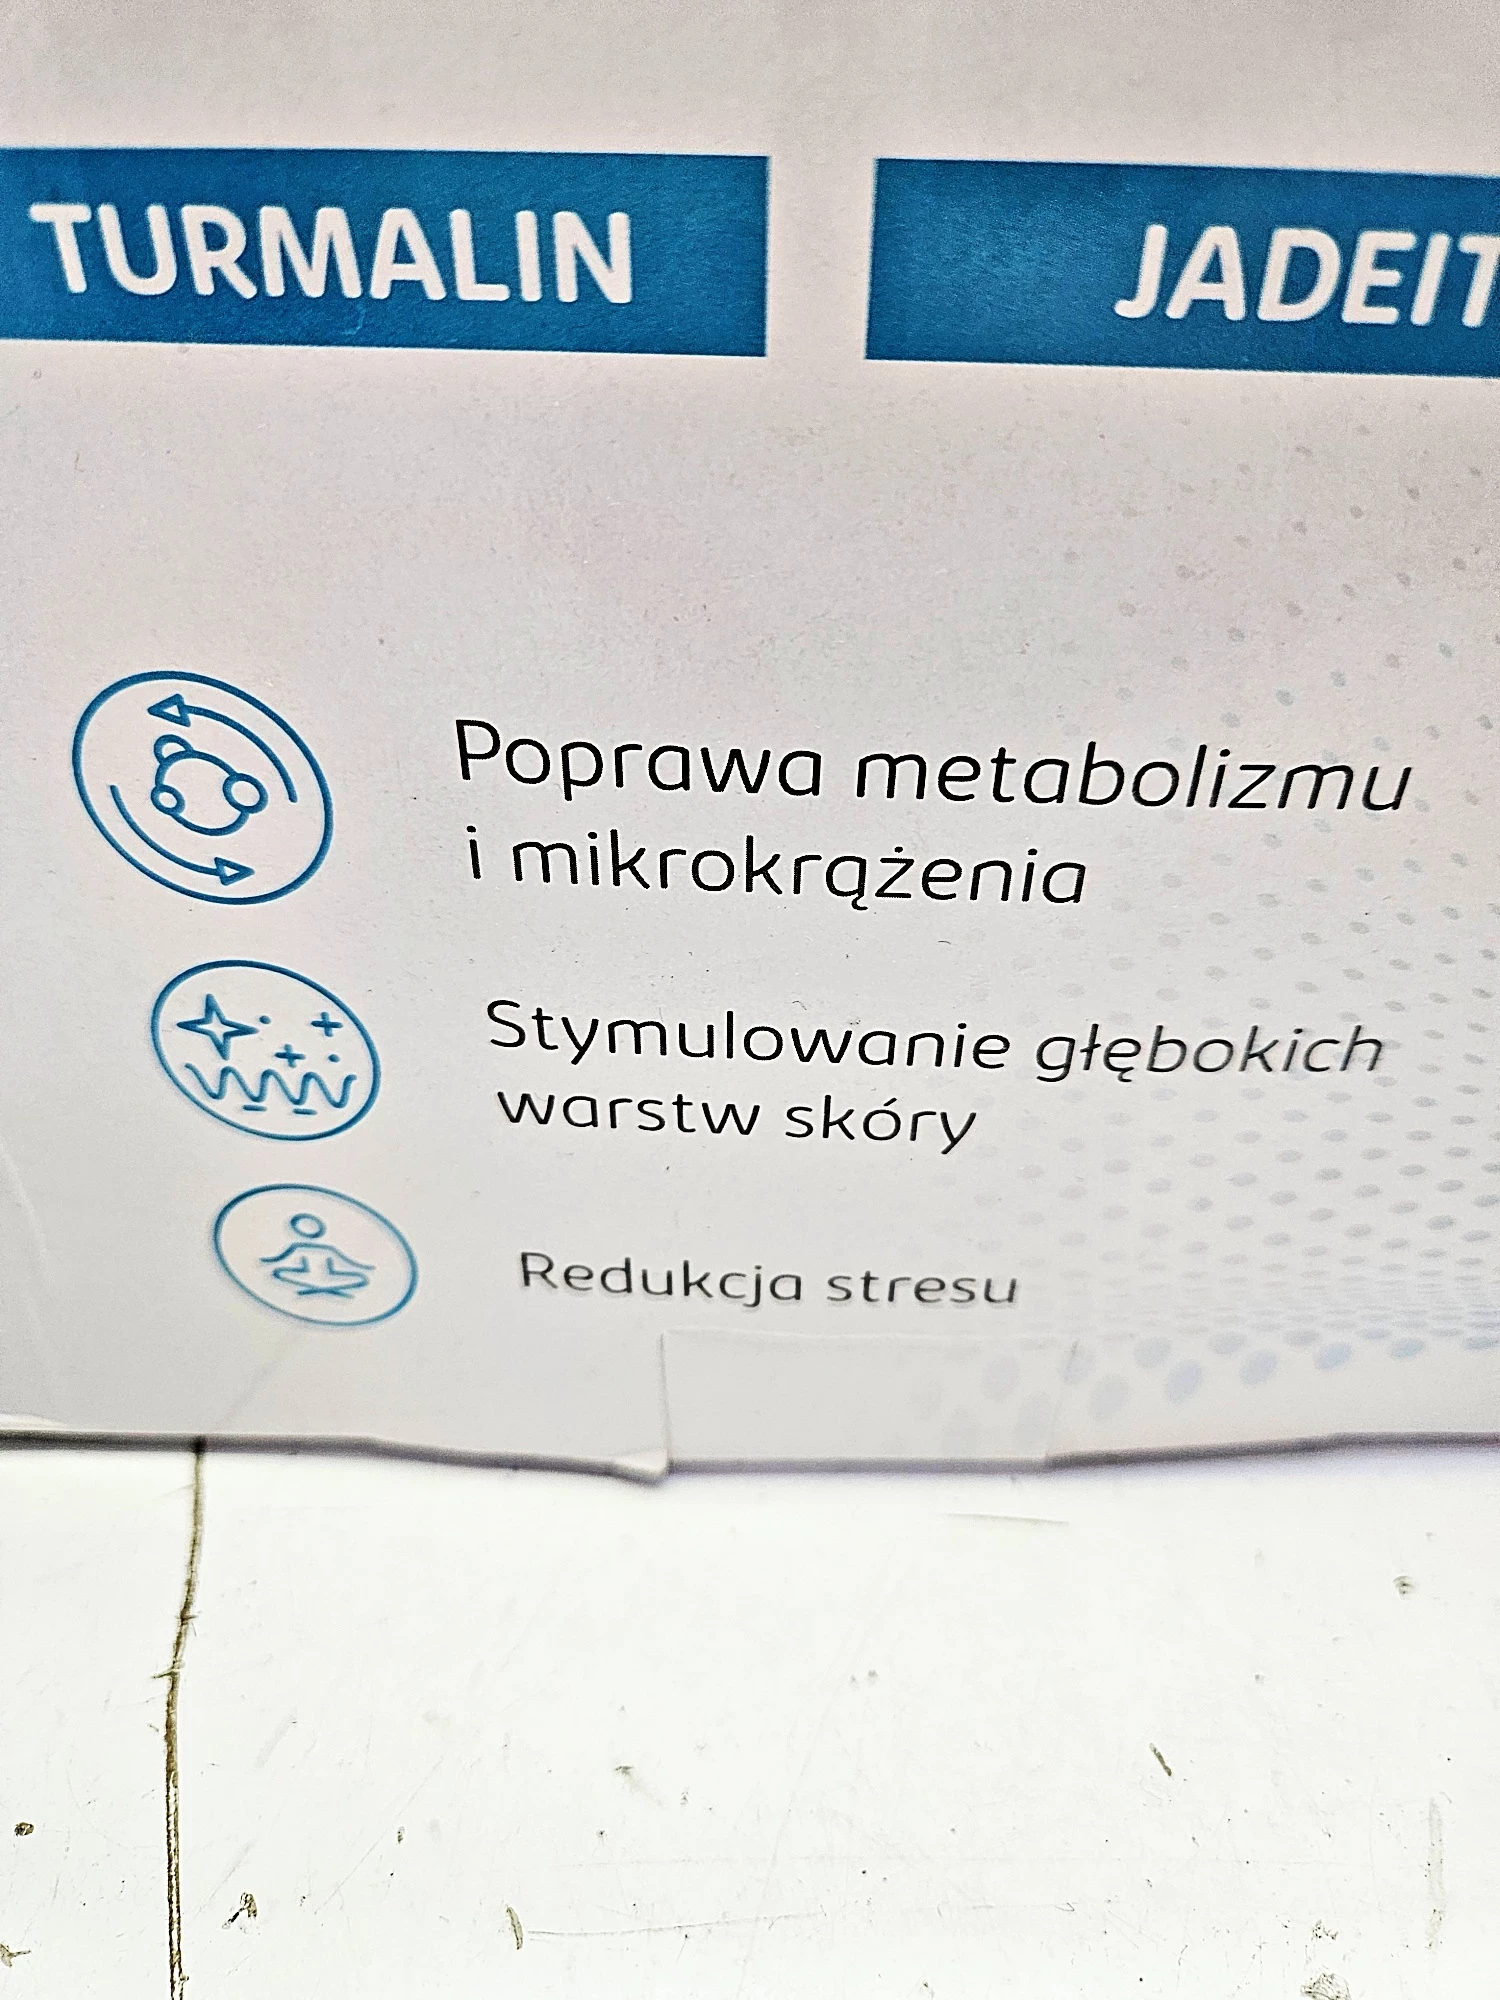 TURMALIN
JADEIT
Poprawa metabolizmu
i mikrokrążenia
Stymulowanie głębokich
warstw skóry
Redukcja stresu